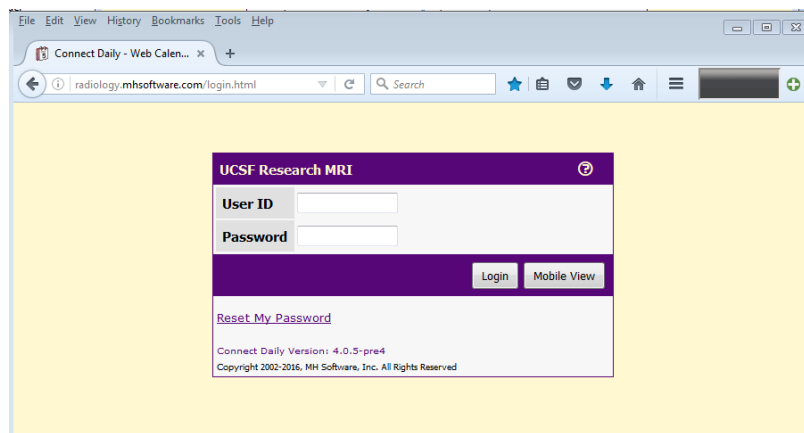 File Edit View History Bookmarks Tools Help
Connect Daily - Web Calen... × +
radiology.mhsoftware.com/login.html Search
UCSF Research MRI ?
User ID
Password
Login Mobile View
Reset My Password
Connect Daily Version: 4.0.5-pre4
Copyright 2002-2016, MH Software, Inc. All Rights Reserved